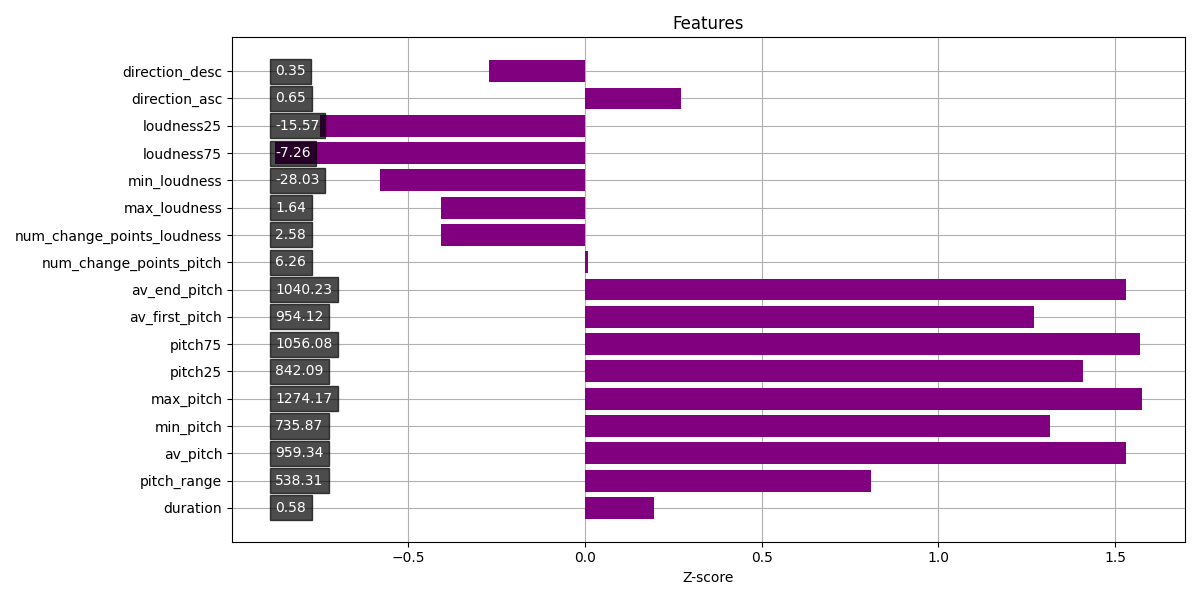 Features
direction_desc 0.35
direction_asc 0.65
loudness25 -15.57
loudness75 -7.26
min_loudness -28.03
max_loudness 1.64
num_change_points_loudness 2.58
num_change_points_pitch 6.26
av_end_pitch 1040.23
av_first_pitch 954.12
pitch75 1056.08
pitch25 842.09
max_pitch 1274.17
min_pitch 735.87
av_pitch 959.34
pitch_range 538.31
duration 0.58
−0.5 0.0 0.5 1.0 1.5
Z-score